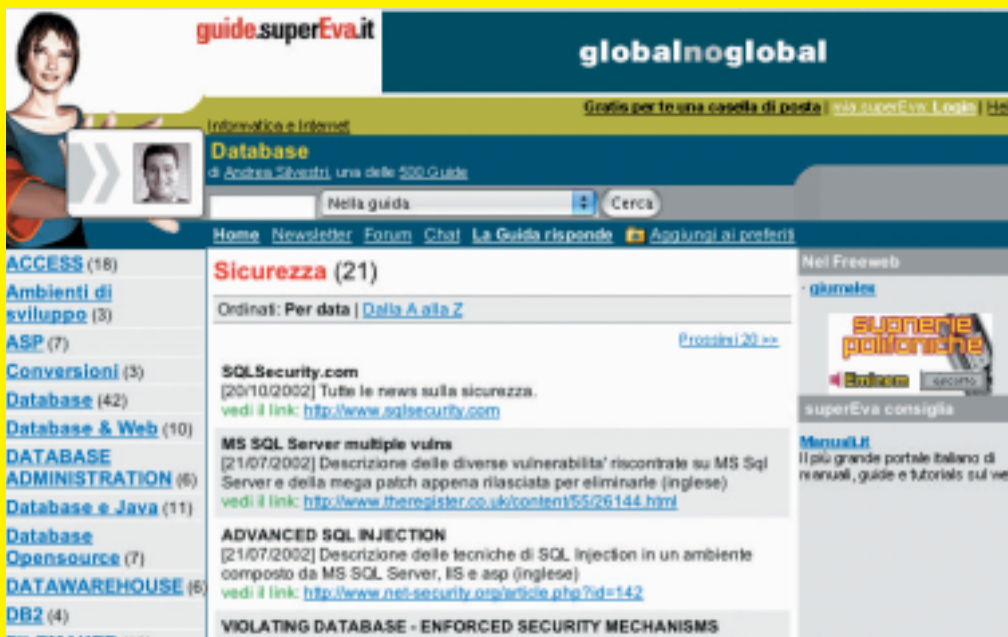 guide.superEva.it
globalnoglobal
Gratis per te una casella di posta | mia superEva: Login | Hel
Informatica e Internet
Database
di Andrea Silvestri, una delle 500 Guide
Nella guida
Cerca
Home Newsletter Forum Chat La Guida risponde Aggiungi ai preferiti
ACCESS (18)
Ambienti di
sviluppo (3)
ASP (7)
Conversioni (3)
Database (42)
Database & Web (10)
DATABASE
ADMINISTRATION (6)
Database e Java (11)
Database
Opensource (7)
DATAWAREHOUSE (6)
DB2 (4)
Sicurezza (21)
Ordinati: Per data | Dalla A alla Z
Prossimi 20 >>
SQLSecurity.com
[20/10/2002] Tutte le news sulla sicurezza.
vedi il link: http://www.sqlsecurity.com
MS SQL Server multiple vulns
[21/07/2002] Descrizione delle diverse vulnerabilita' riscontrate su MS Sql
Server e della mega patch appena rilasciata per eliminarle (inglese)
vedi il link: http://www.theregister.co.uk/content/55/26144.html
ADVANCED SQL INJECTION
[21/07/2002] Descrizione delle tecniche di SQL Injection in un ambiente
composto da MS SQL Server, IIS e asp (inglese)
vedi il link: http://www.net-security.org/article.php?id=142
VIOLATING DATABASE - ENFORCED SECURITY MECHANISMS
Nel Freeweb
- giumalex
suonerie
polifoniche
Eminem
superEva consiglia
Manuali.it
Il più grande portale italiano di
manuali, guide e tutorials sul we